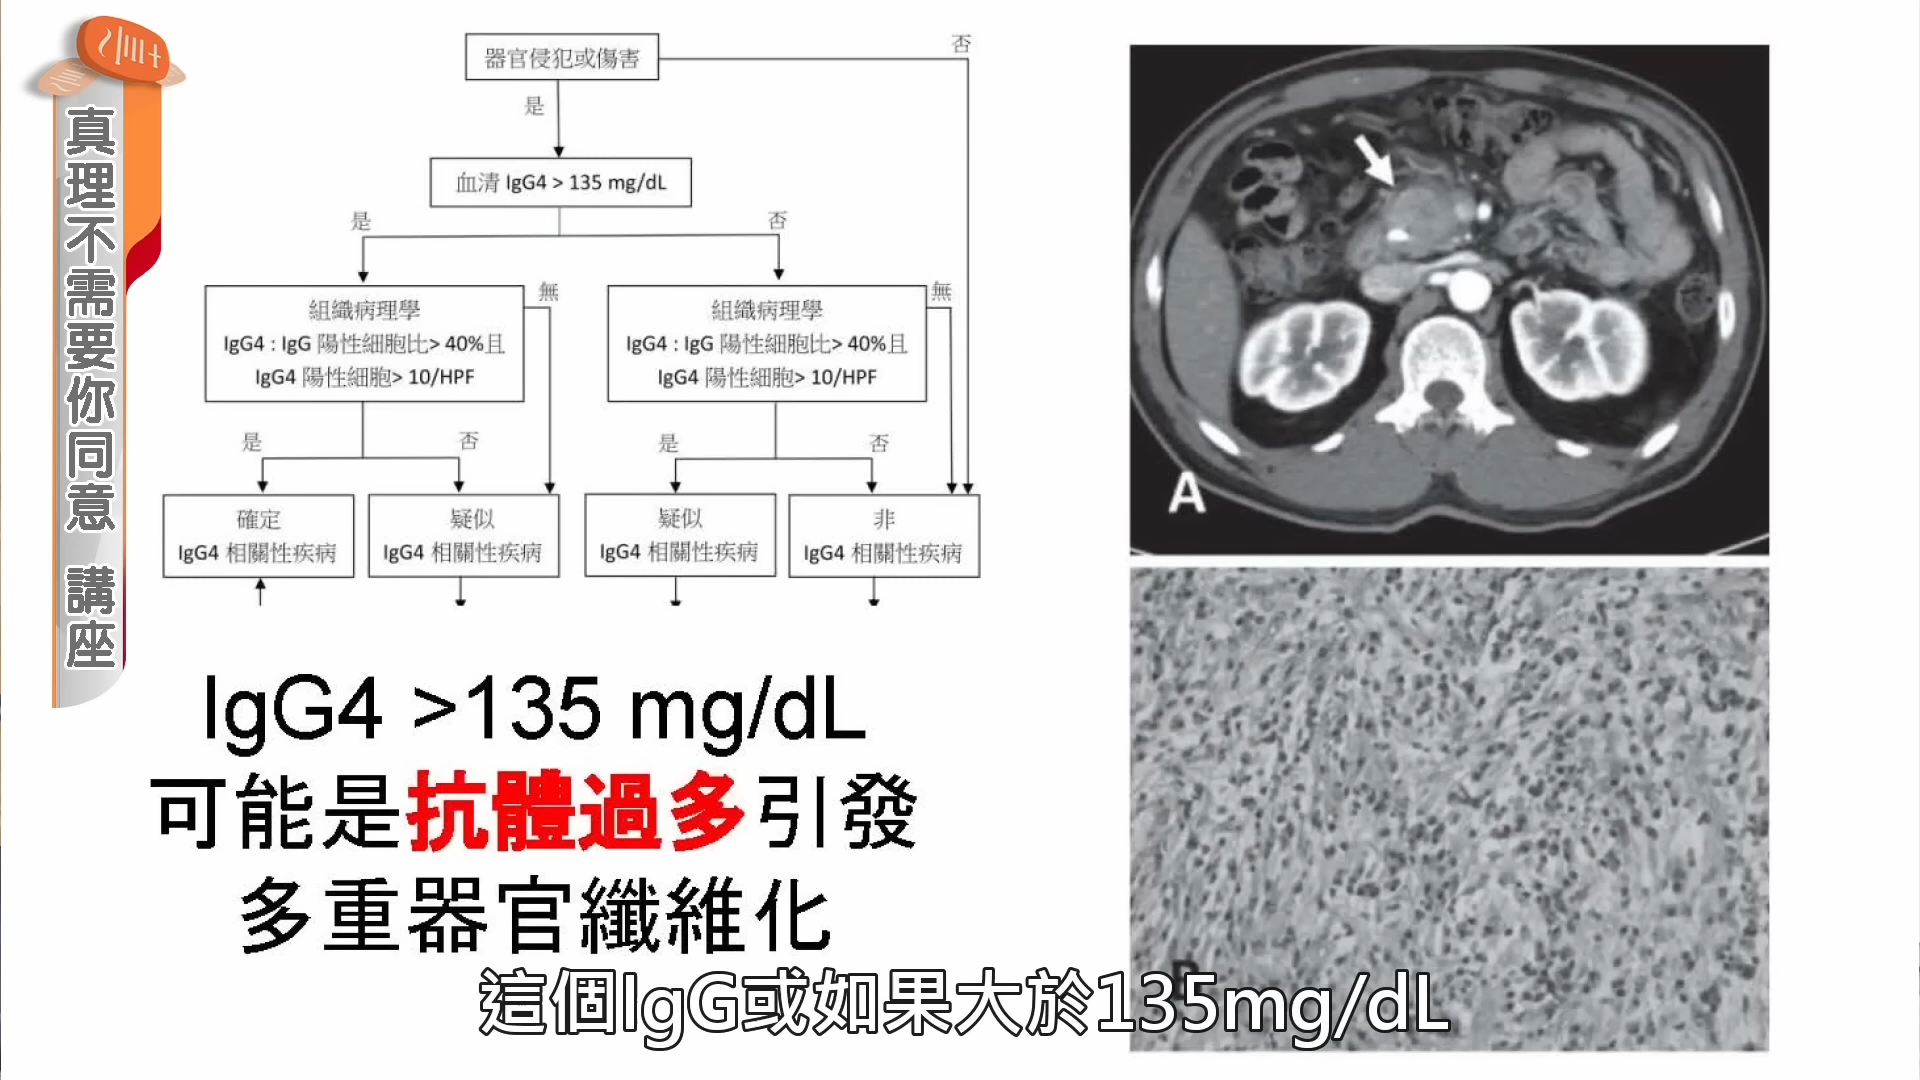 真理不需要你同意 講座
器官侵犯或傷害
否
是
血清 IgG4 > 135 mg/dL
是
否
組織病理學
IgG4 : IgG 陽性細胞比> 40%且
IgG4 陽性細胞> 10/HPF
無
組織病理學
IgG4 : IgG 陽性細胞比> 40%且
IgG4 陽性細胞> 10/HPF
無
是
否
是
否
確定
IgG4 相關性疾病
疑似
IgG4 相關性疾病
疑似
IgG4 相關性疾病
非
IgG4 相關性疾病
IgG4 >135 mg/dL
可能是抗體過多引發
多重器官纖維化
A
B
這個IgG或如果大於135mg/dL